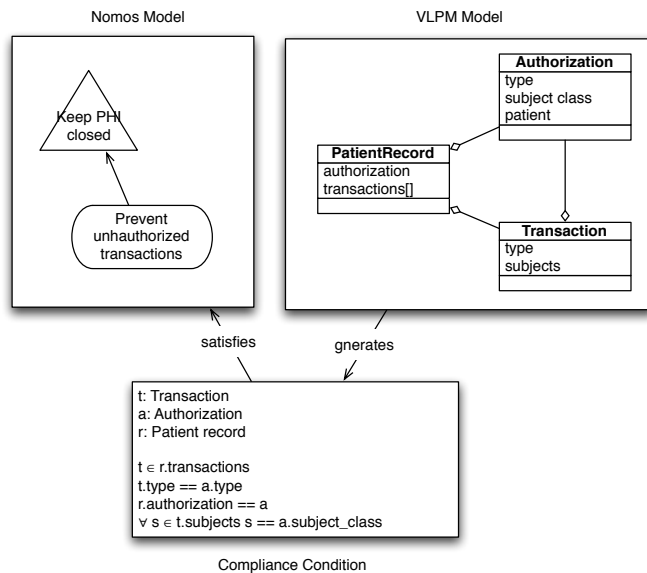 Nomos Model
VLPM Model
Keep PHI
closed
Prevent
unhauthorized
transactions
Authorization
type
subject class
patient
PatientRecord
authorization
transactions[]
Transaction
type
subjects
satisfies
gnerates
t: Transaction
a: Authorization
r: Patient record
t ∈ r.transactions
t.type == a.type
r.authorization == a
∀ s ∈ t.subjects s == a.subject_class
Compliance Condition